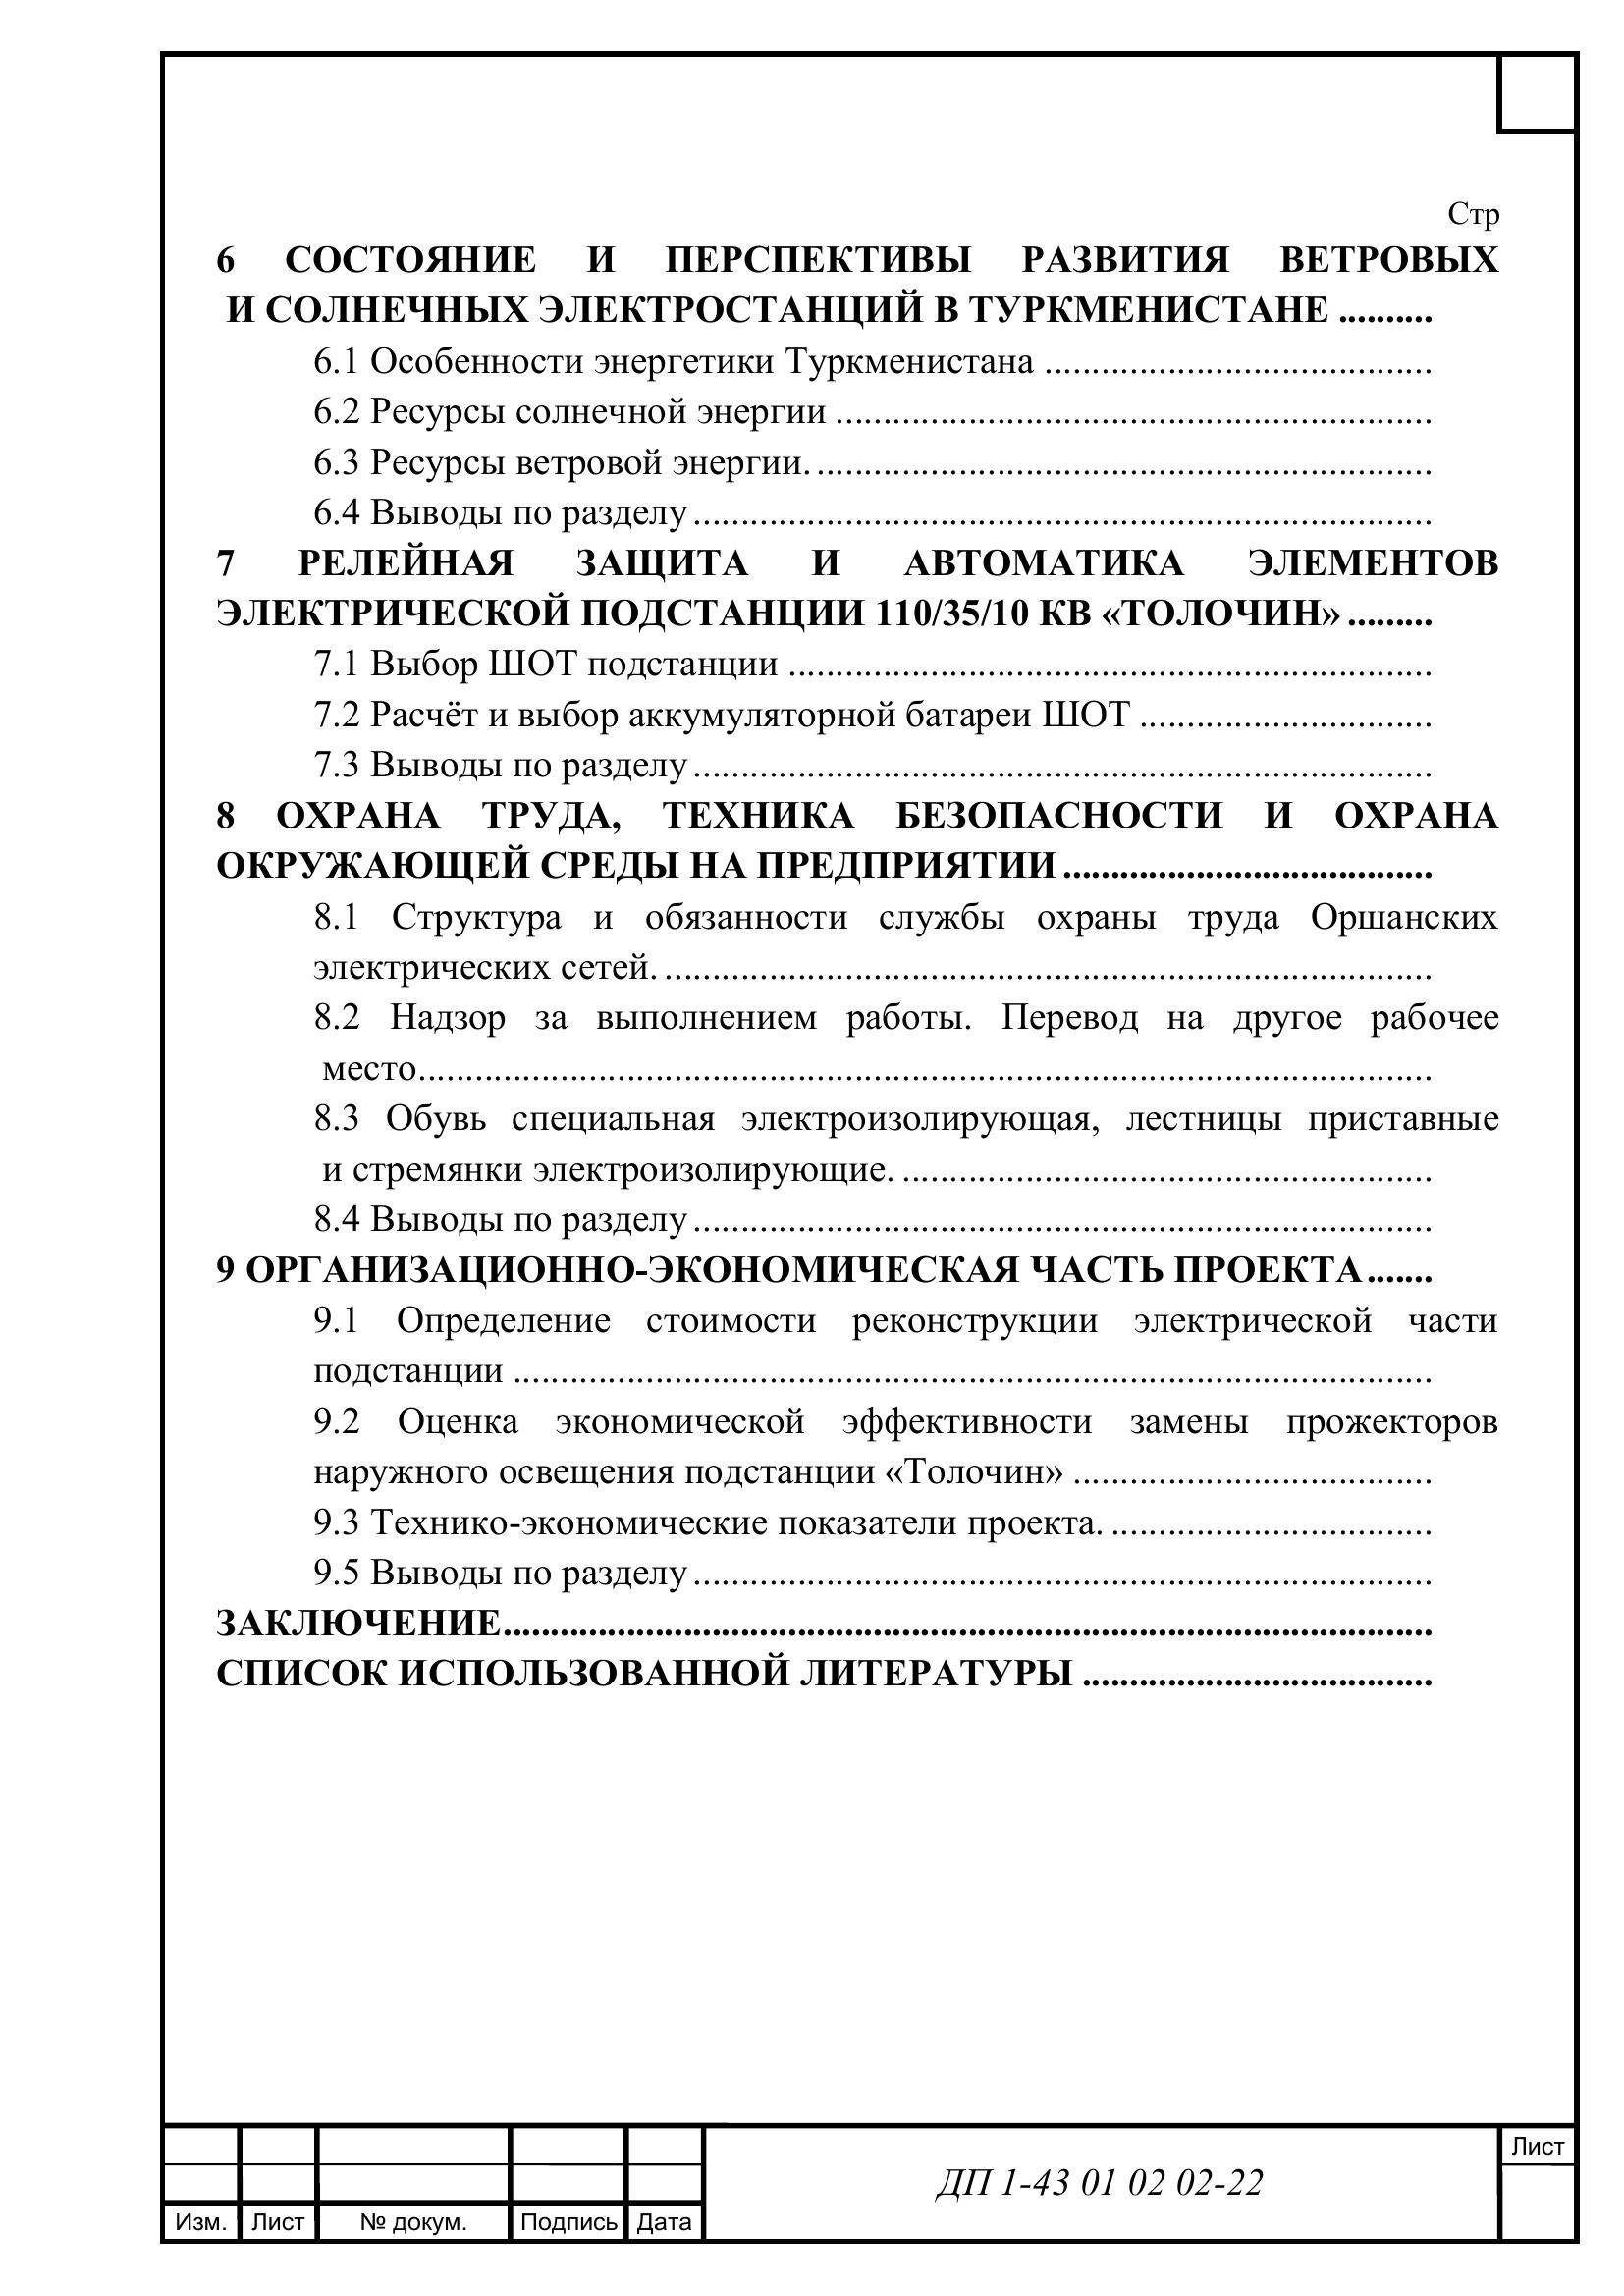 Стр
6 СОСТОЯНИЕ И ПЕРСПЕКТИВЫ РАЗВИТИЯ ВЕТРОВЫХ
И СОЛНЕЧНЫХ ЭЛЕКТРОСТАНЦИЙ В ТУРКМЕНИСТАНЕ ..........
6.1 Особенности энергетики Туркменистана .........................................
6.2 Ресурсы солнечной энергии ...............................................................
6.3 Ресурсы ветровой энергии. .................................................................
6.4 Выводы по разделу ..............................................................................
7 РЕЛЕЙНАЯ ЗАЩИТА И АВТОМАТИКА ЭЛЕМЕНТОВ
ЭЛЕКТРИЧЕСКОЙ ПОДСТАНЦИИ 110/35/10 КВ «ТОЛОЧИН» .........
7.1 Выбор ШОТ подстанции ....................................................................
7.2 Расчёт и выбор аккумуляторной батареи ШОТ ...............................
7.3 Выводы по разделу ..............................................................................
8 ОХРАНА ТРУДА, ТЕХНИКА БЕЗОПАСНОСТИ И ОХРАНА
ОКРУЖАЮЩЕЙ СРЕДЫ НА ПРЕДПРИЯТИИ .......................................
8.1 Структура и обязанности службы охраны труда Оршанских
электрических сетей. .................................................................................
8.2 Надзор за выполнением работы. Перевод на другое рабочее
место...........................................................................................................
8.3 Обувь специальная электроизолирующая, лестницы приставные
и стремянки электроизолирующие. ........................................................
8.4 Выводы по разделу ..............................................................................
9 ОРГАНИЗАЦИОННО-ЭКОНОМИЧЕСКАЯ ЧАСТЬ ПРОЕКТА .......
9.1 Определение стоимости реконструкции электрической части
подстанции .................................................................................................
9.2 Оценка экономической эффективности замены прожекторов
наружного освещения подстанции «Толочин» ......................................
9.3 Технико-экономические показатели проекта. ..................................
9.5 Выводы по разделу ..............................................................................
ЗАКЛЮЧЕНИЕ..................................................................................................
СПИСОК ИСПОЛЬЗОВАННОЙ ЛИТЕРАТУРЫ .....................................
Лист
ДП 1-43 01 02 02-22
Изм. Лист № докум. Подпись Дата